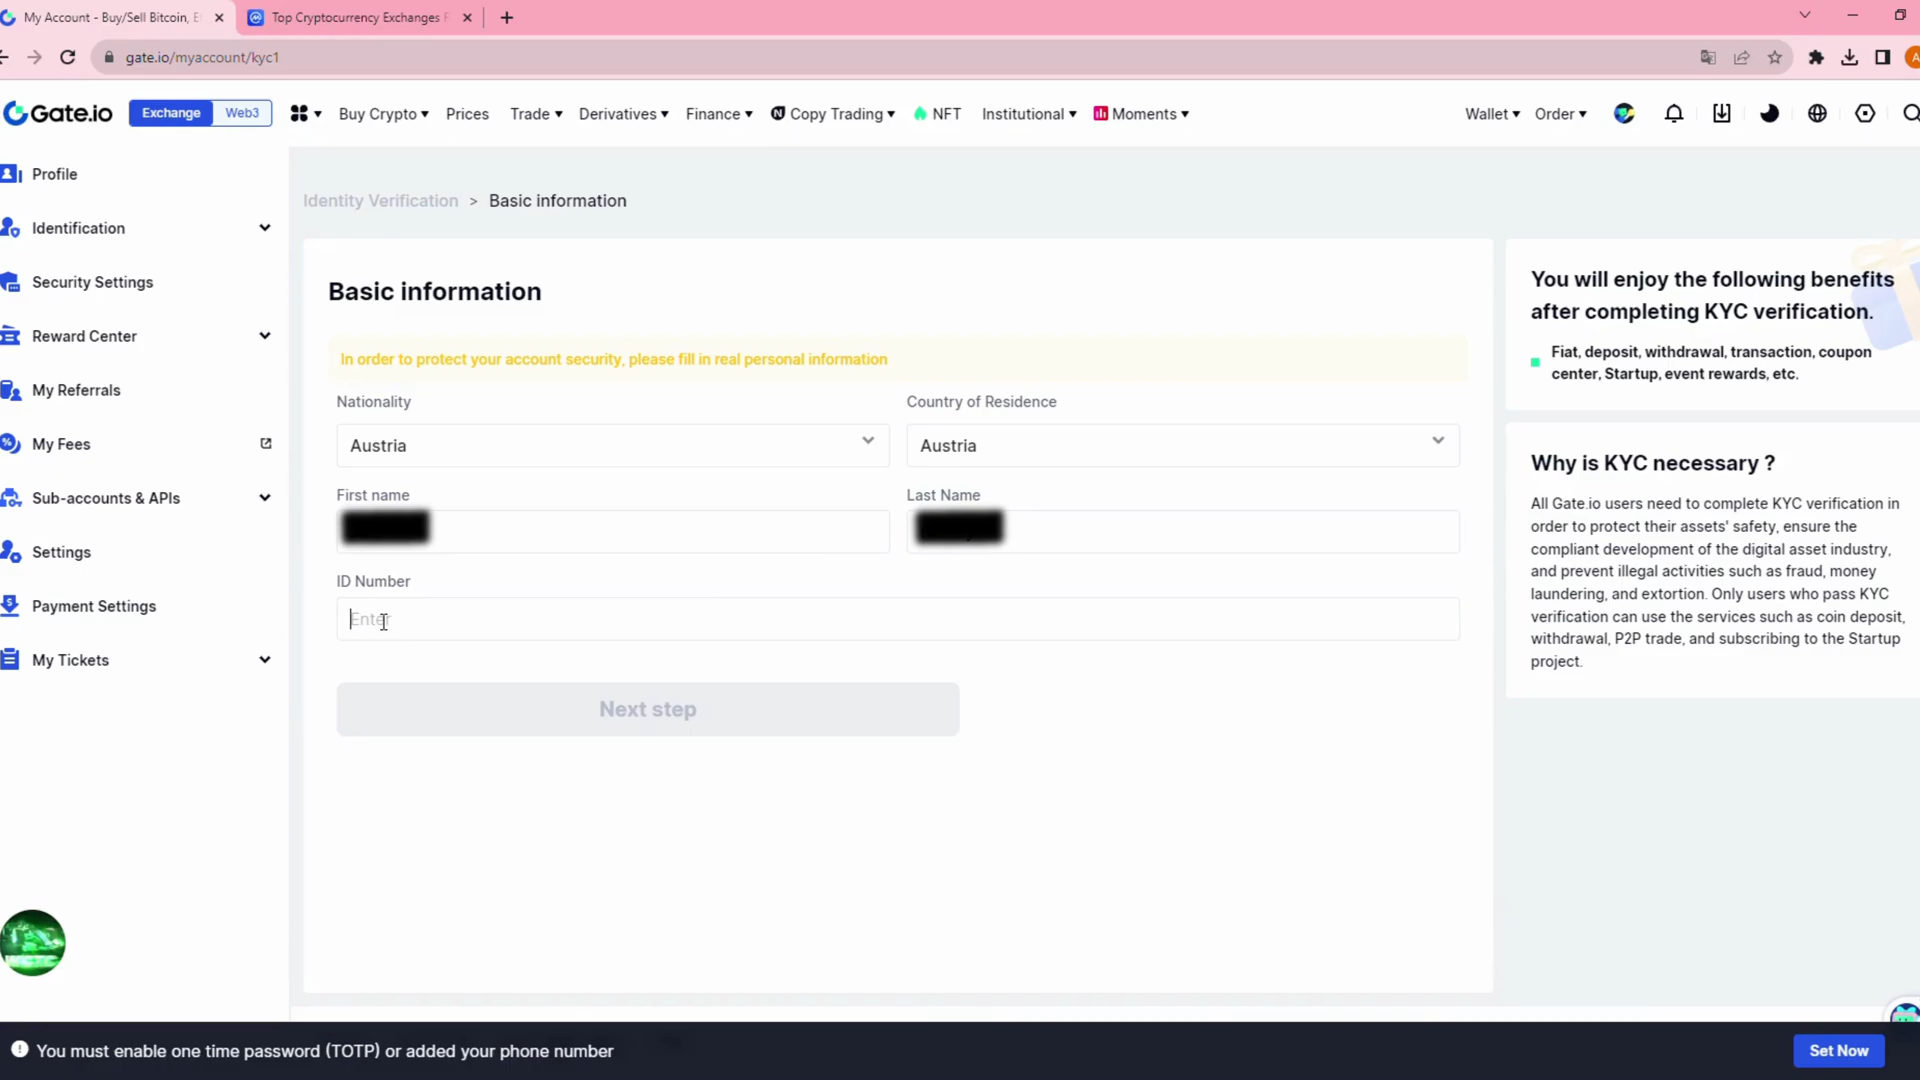 My Account - Buy/Sell Bitcoin, E
Top Cryptocurrency Exchanges
gate.io/myaccount/kyc1
A
Gate.io
Exchange
Web3
Buy Crypto
Prices
Trade
Derivatives
Finance
Copy Trading
NFT
Institutional
Moments
Wallet
Order
Profile
Identification
Security Settings
Reward Center
My Referrals
My Fees
Sub-accounts & APIs
Settings
Payment Settings
My Tickets
Identity Verification > Basic information
Basic information
In order to protect your account security, please fill in real personal information
Nationality
Country of Residence
Austria
Austria
First name
Last Name
ID Number
Enter
Next step
You will enjoy the following benefits
after completing KYC verification.
Fiat, deposit, withdrawal, transaction, coupon
center, Startup, event rewards, etc.
Why is KYC necessary ?
All Gate.io users need to complete KYC verification in
order to protect their assets' safety, ensure the
compliant development of the digital asset industry,
and prevent illegal activities such as fraud, money
laundering, and extortion. Only users who pass KYC
verification can use the services such as coin deposit,
withdrawal, P2P trade, and subscribing to the Startup
project.
You must enable one time password (TOTP) or added your phone number
Set Now